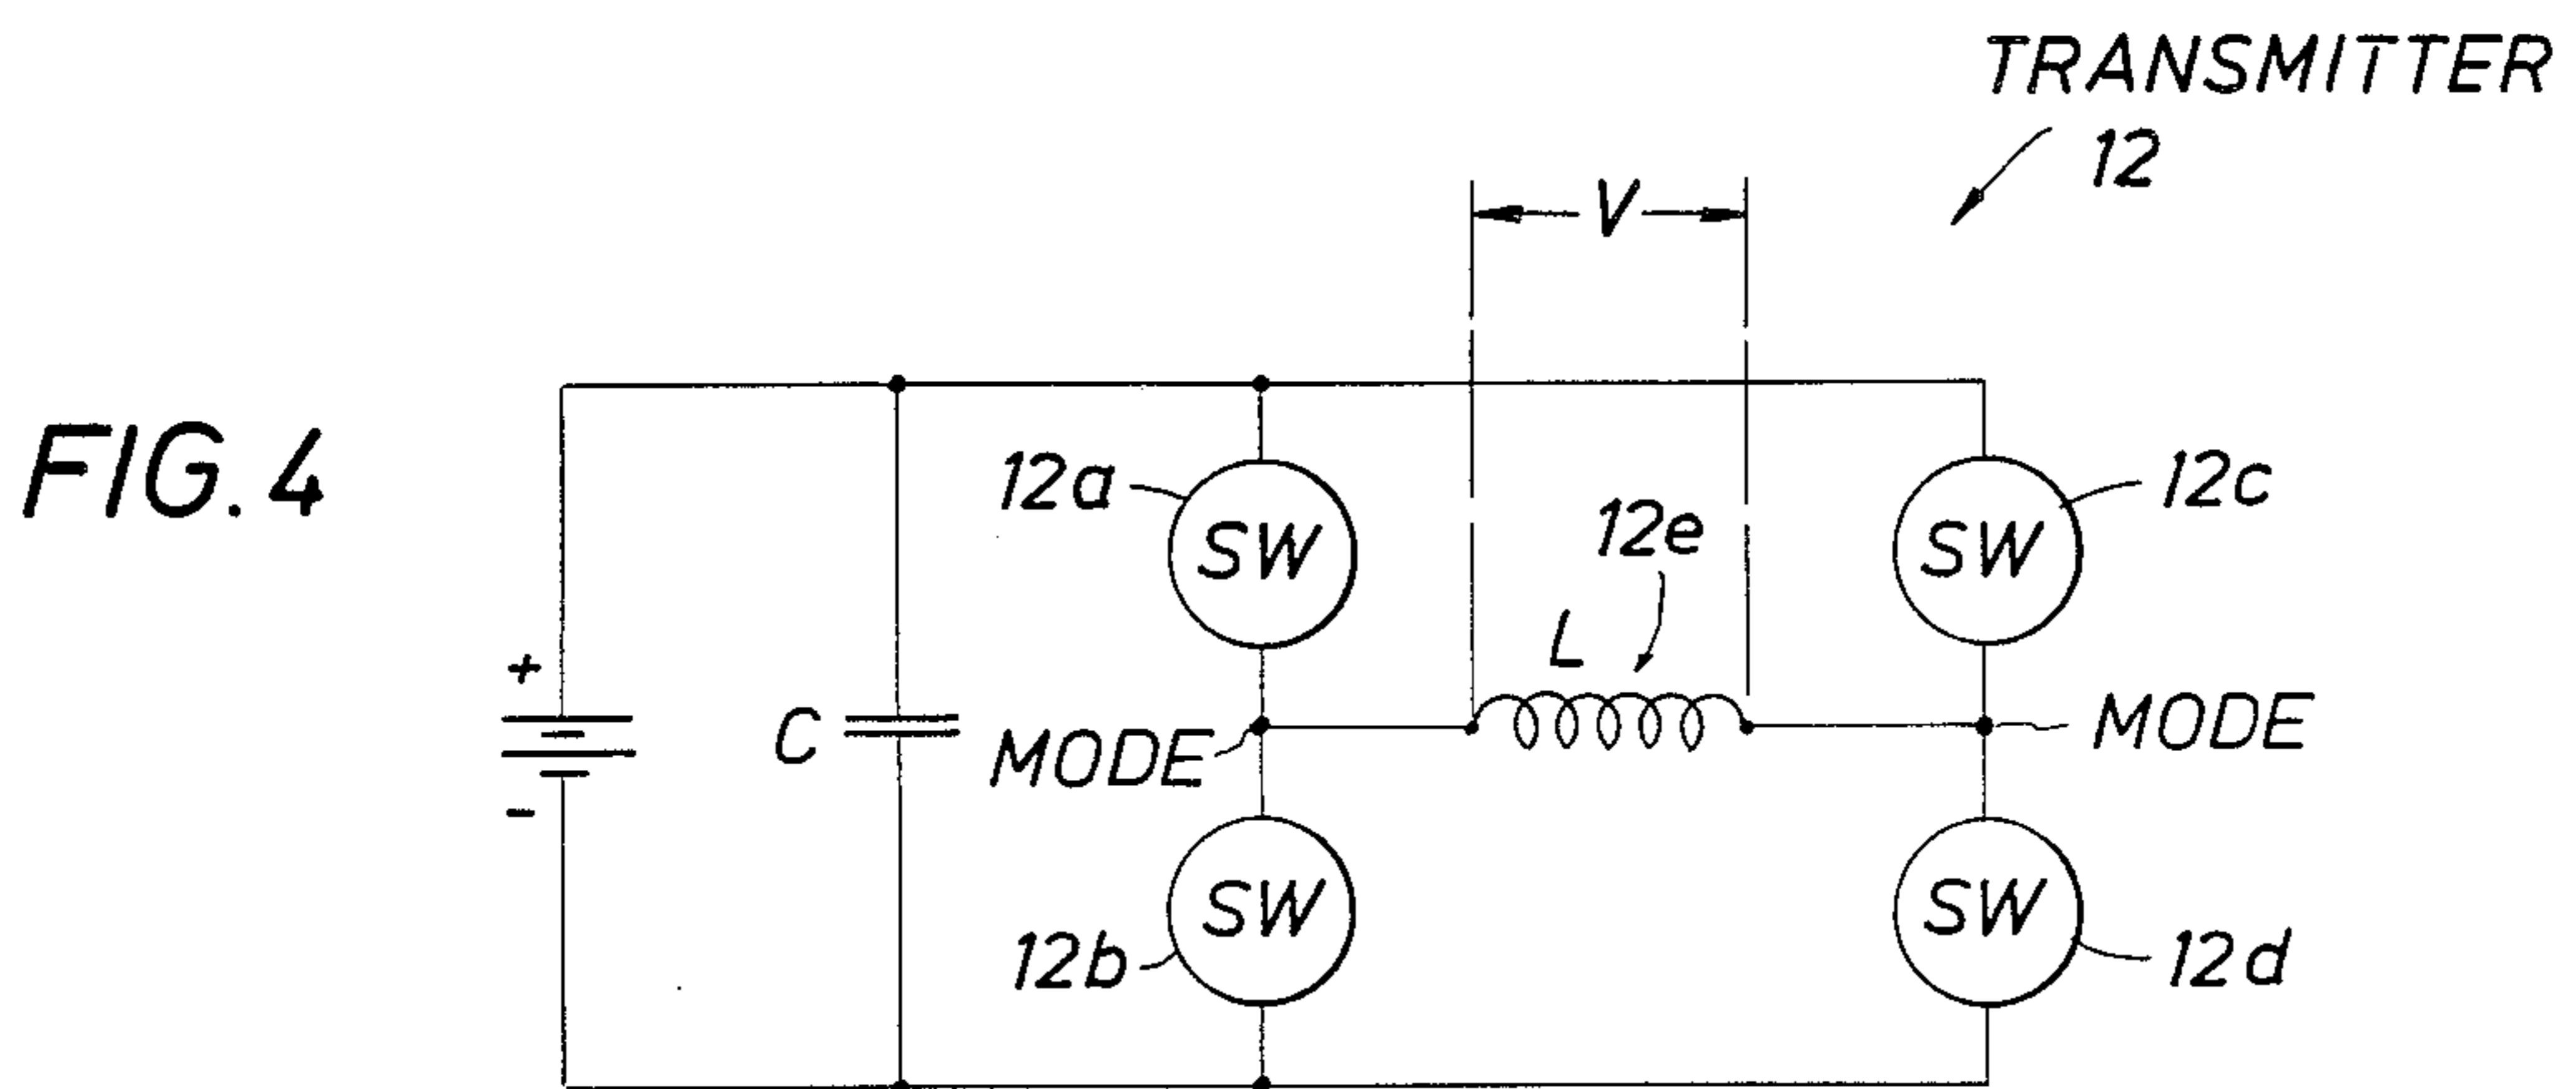 TRANSMITTER
12
V
FIG. 4
12a
SW
12e
SW
12c
+
L
C
MODE
MODE
-
SW
12b
SW
12d